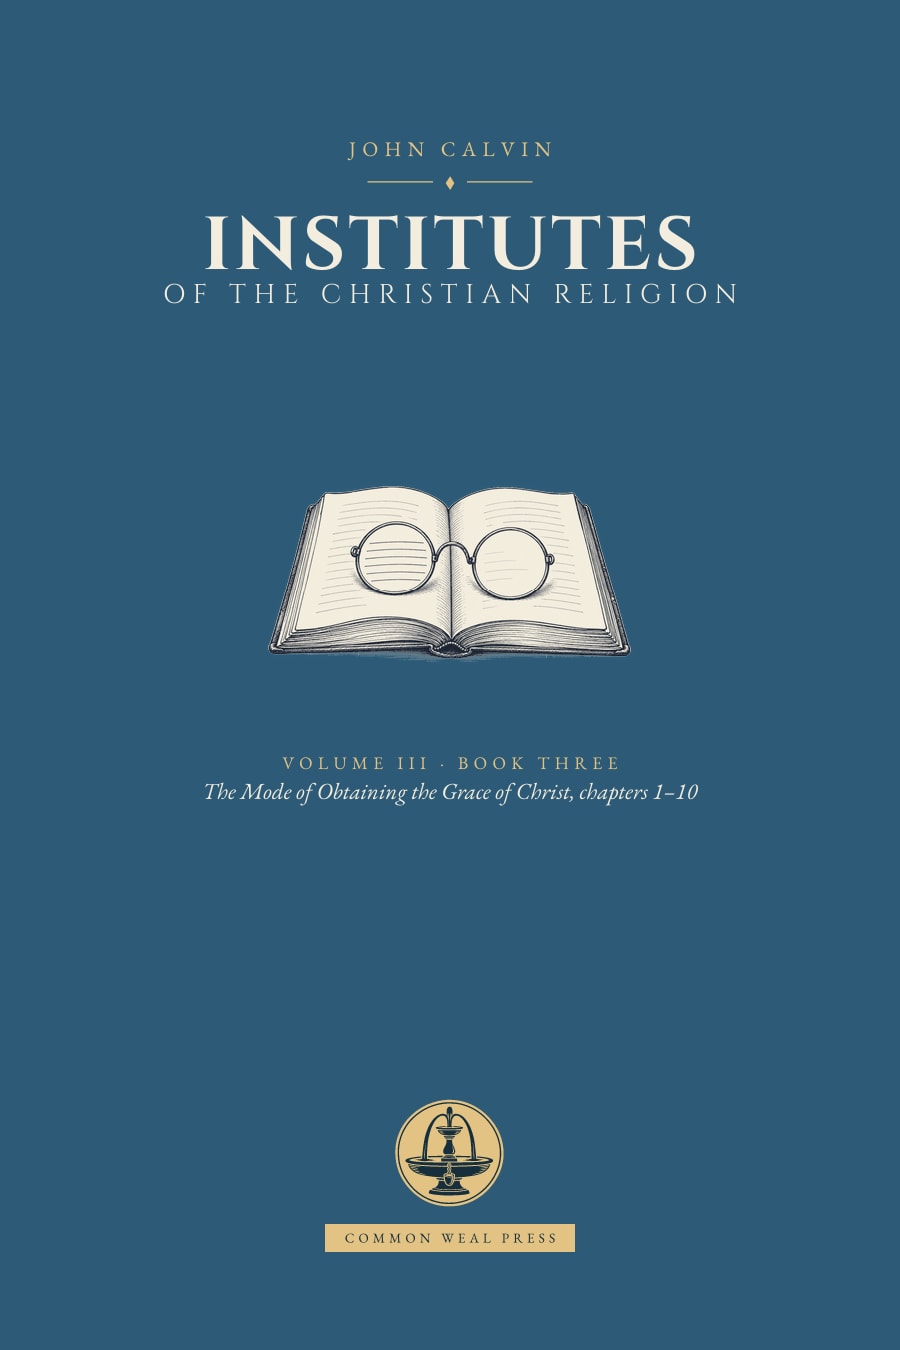 JOHN CALVIN
INSTITUTES
OF THE CHRISTIAN RELIGION
VOLUME III · BOOK THREE
The Mode of Obtaining the Grace of Christ, chapters 1–10
COMMON WEAL PRESS